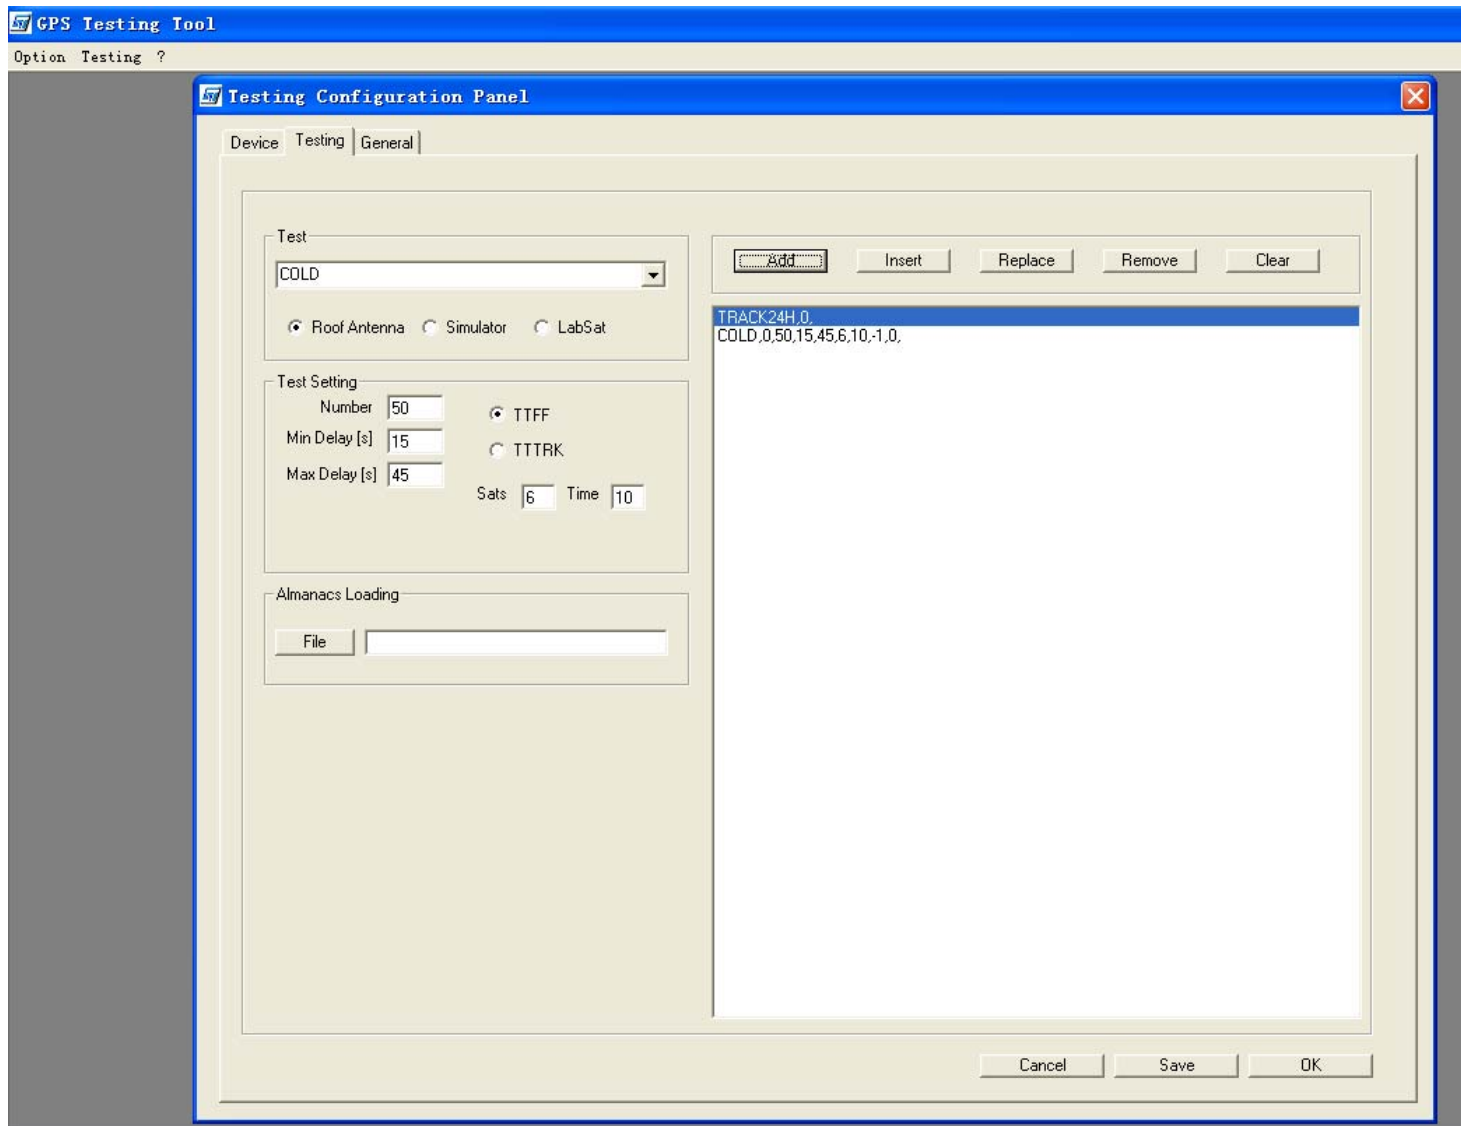 GPS Testing Tool
Option Testing ?
Testing Configuration Panel
Device Testing General
Test
COLD
Roof Antenna Simulator LabSat
Test Setting
Number 50
TTFF
Min Delay [s] 15
TTTRK
Max Delay [s] 45
Sats 6 Time 10
Almanacs Loading
File
Add Insert Replace Remove Clear
TRACK24H,0,
COLD,0,50,15,45,6,10,-1,0,
Cancel Save OK